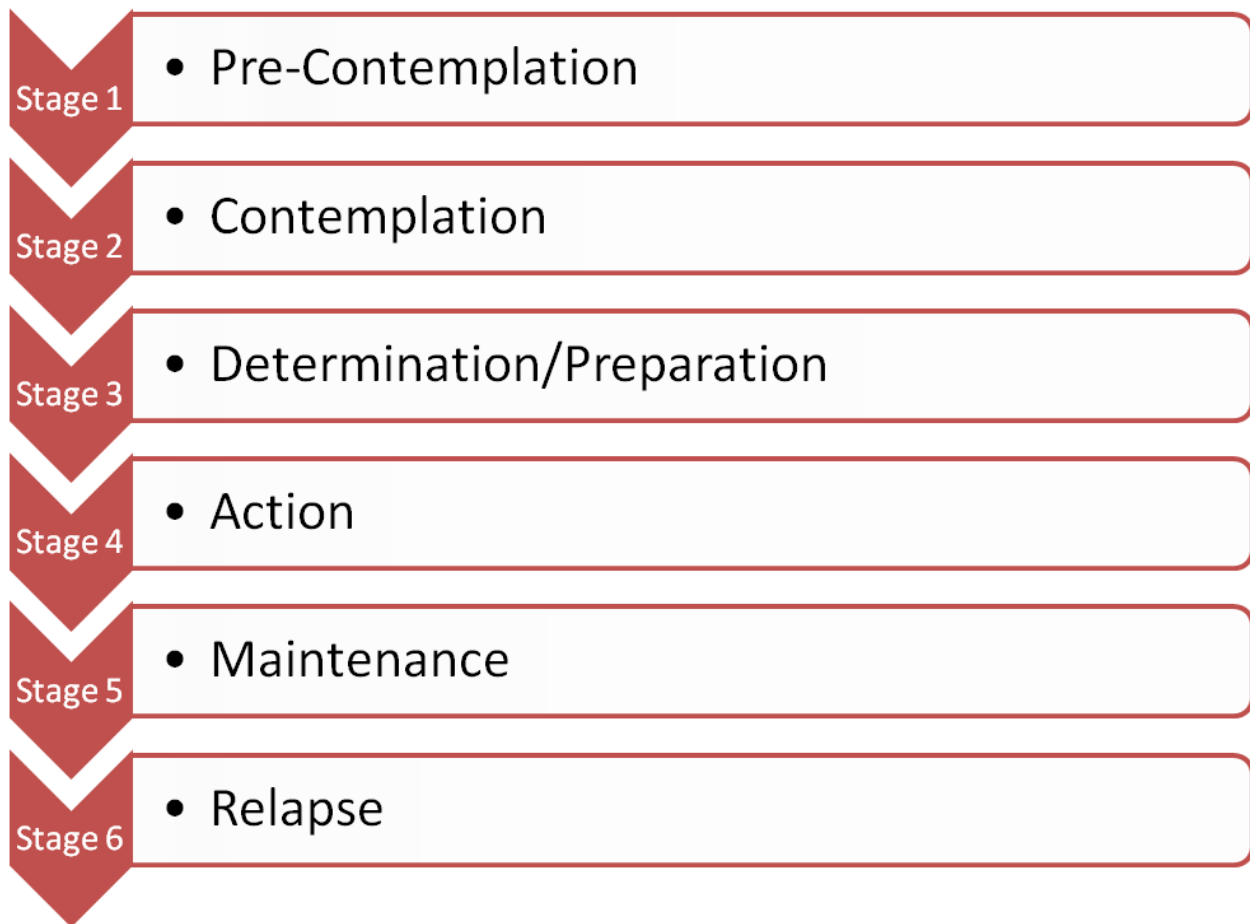 Stage 1
• Pre-Contemplation
Stage 2
• Contemplation
Stage 3
• Determination/Preparation
Stage 4
• Action
Stage 5
• Maintenance
Stage 6
• Relapse